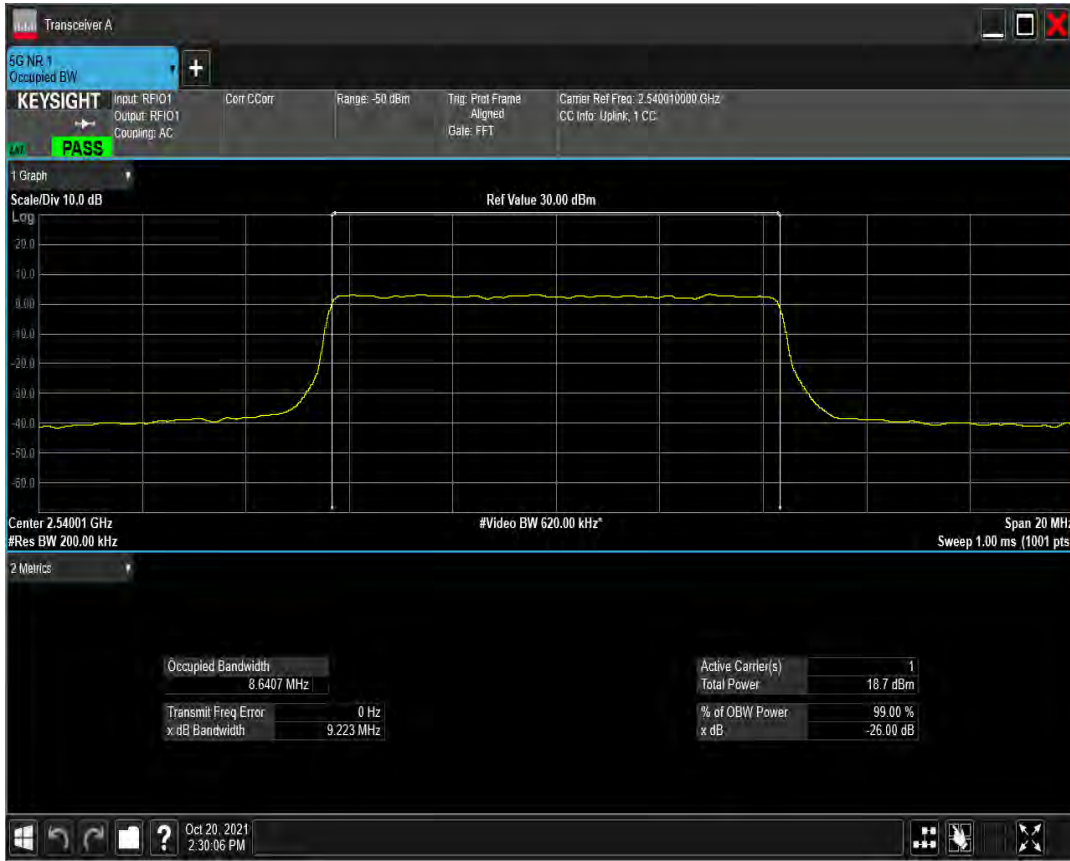 Transceiver A
5G NR 1
Occupied BW
+
KEYSIGHT
PASS
Input: RFIO1
Output: RFIO1
Coupling: AC
Corr CCorr
Range: -50 dBm
Trig: Prot Frame
Aligned
Gate: FFT
Carrier Ref Freq: 2.540010000 GHz
CC Info: Uplink, 1 CC
1 Graph
Scale/Div 10.0 dB
Ref Value 30.00 dBm
Log
20.0
10.0
0.00
-10.0
-20.0
-30.0
-40.0
-50.0
-60.0
Center 2.54001 GHz
#Video BW 620.00 kHz*
Span 20 MHz
#Res BW 200.00 kHz
Sweep 1.00 ms (1001 pts
2 Metrics
Occupied Bandwidth
8.6407 MHz
Transmit Freq Error 0 Hz
x dB Bandwidth 9.223 MHz
Active Carrier(s) 1
Total Power 18.7 dBm
% of OBW Power 99.00 %
x dB -26.00 dB
?
Oct 20, 2021
2:30:06 PM